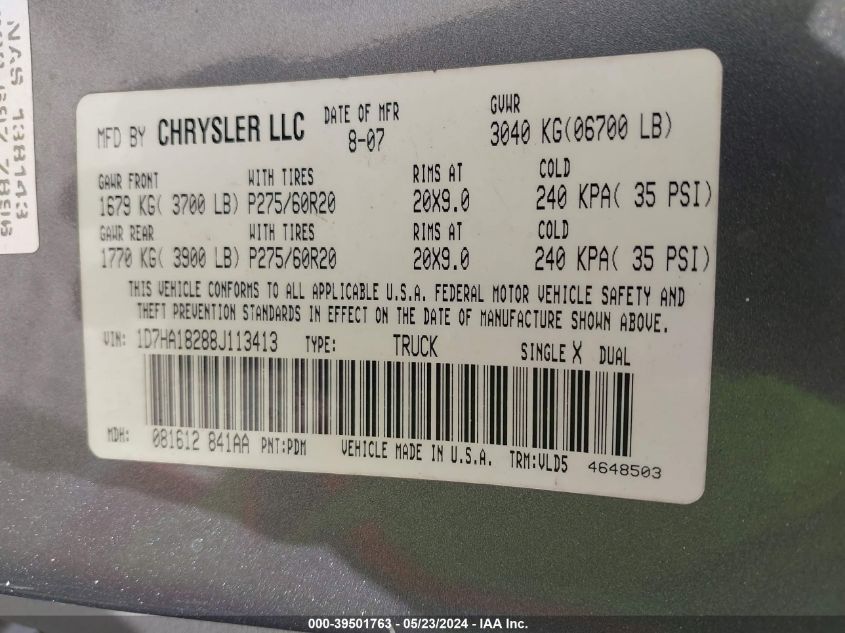 MFD BY CHRYSLER LLC DATE OF MFR 8-07 GVWR 3040 KG(06700 LB)
GAWR FRONT WITH TIRES RIMS AT COLD
1679 KG( 3700 LB) P275/60R20 20X9.0 240 KPA( 35 PSI)
GAWR REAR WITH TIRES RIMS AT COLD
1770 KG( 3900 LB) P275/60R20 20X9.0 240 KPA( 35 PSI)
THIS VEHICLE CONFORMS TO ALL APPLICABLE U.S.A. FEDERAL MOTOR VEHICLE SAFETY AND
THEFT PREVENTION STANDARDS IN EFFECT ON THE DATE OF MANUFACTURE SHOWN ABOVE.
VIN: 1D7HA18288J113413 TYPE: TRUCK SINGLE X DUAL
MDH: 081612 841AA PNT:PDM VEHICLE MADE IN U.S.A. TRM:VLD5 4648503
NAS 138143
000-39501763 - 05/23/2024 - IAA Inc.